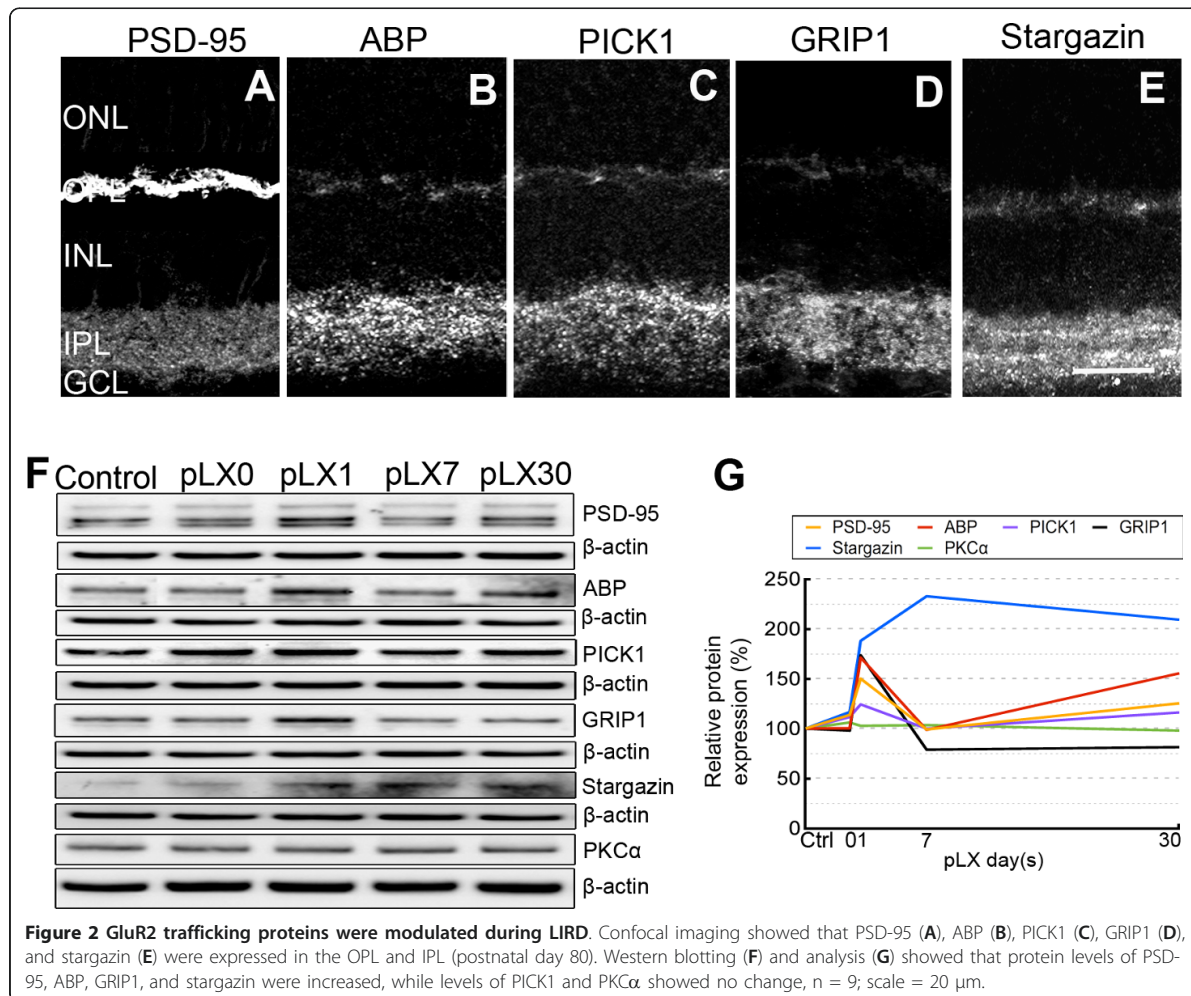 PSD-95 ABP PICK1 GRIP1 Stargazin
A B C D E
ONL
OPL
INL
IPL
GCL
F Control pLX0 pLX1 pLX7 pLX30
PSD-95
β-actin
ABP
β-actin
PICK1
β-actin
GRIP1
β-actin
Stargazin
β-actin
PKCα
β-actin
G
PSD-95 ABP PICK1 GRIP1
Stargazin PKCα
Relative protein
expression (%)
250
200
150
100
50
0
Ctrl 0 1 7 30
pLX day(s)
Figure 2 GluR2 trafficking proteins were modulated during LIRD. Confocal imaging showed that PSD-95 (A), ABP (B), PICK1 (C), GRIP1 (D),
and stargazin (E) were expressed in the OPL and IPL (postnatal day 80). Western blotting (F) and analysis (G) showed that protein levels of PSD-
95, ABP, GRIP1, and stargazin were increased, while levels of PICK1 and PKCα showed no change, n = 9; scale = 20 μm.